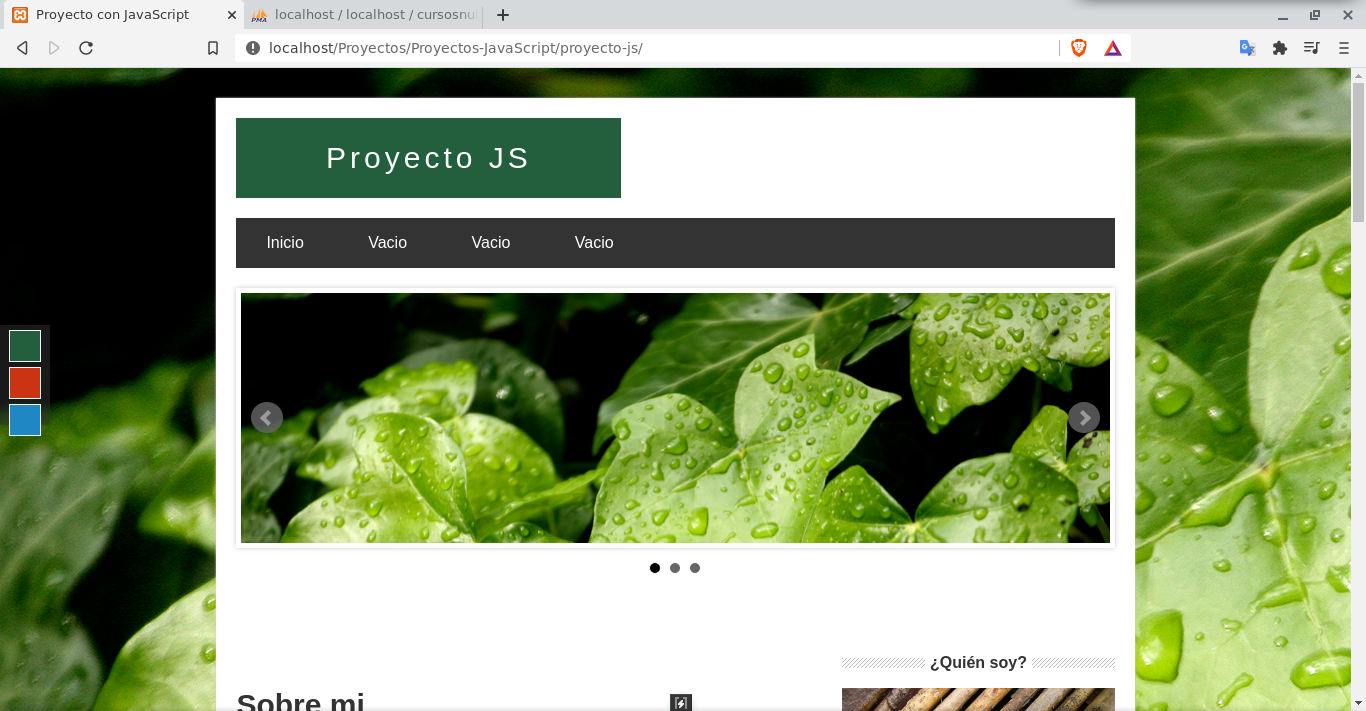 Proyecto con JavaScript
localhost / localhost / cursosnu
localhost/Proyectos/Proyectos-JavaScript/proyecto-js/
Proyecto JS
Inicio Vacio Vacio Vacio
¿Quién soy?
Sobre mi